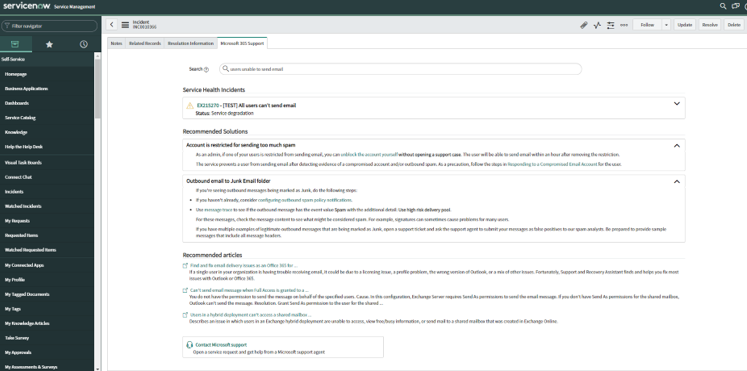 servicenow Service Management
Filter navigator
Incident
Follow
Update
Resolve
Delete
Notes
Related Records
Resolution Information
Microsoft 365 Support
Self Service
Homepage
Business Applications
Dashboards
Service Catalog
Knowledge
Help the Help Desk
Visual Task Boards
Connect Chat
Incidents
Watched Incidents
My Requests
Requested Items
Watched Requested Items
My Connected Apps
My Profile
My Tagged Documents
My Tags
My Knowledge Articles
Take Survey
My Approvals
My Assessments & Surveys
Search
users unable to send email
Service Health Incidents
EX215270 - [TEST] All users can't send email
Status: Service degradation
Recommended Solutions
Account is restricted for sending too much spam
As an admin, if one of your users is restricted from sending email, you can unblock the account yourself without opening a support case. The user will be able to send email within an hour after removing the restriction.
The service prevents a user from sending email after detecting evidence of a compromised account and/or outbound spam. As a precaution, follow the steps in Responding to a Compromised Email Account for the user.
Outbound email to Junk Email folder
If you're seeing outbound messages being marked as Junk, do the following steps:
• If you haven't already, consider configuring outbound spam policy notifications.
• Use message trace to see if the outbound message has the event value Spam with the additional detail: Use high risk delivery pool.
For these messages, check the message content to see what might be considered spam. For example, signatures can sometimes cause problems for many users.
If you have multiple examples of legitimate outbound messages that are being marked as Junk, open a support ticket and ask the support agent to submit your messages as false positives to our spam analysts. Be prepared to provide sample
messages that include all message headers.
Recommended articles
Find and fix email delivery issues as an Office 365 for ...
If a single user in your organization is having trouble receiving email, it could be due to a licensing issue, a profile problem, the wrong version of Outlook, or a mix of other issues. Fortunately, Support and Recovery Assistant finds and helps you fix most
issues with Outlook or Office 365.
Can't send email message when Full Access is granted to a ...
You do not have the permission to send the message on behalf of the specified users. Cause. In this configuration, Exchange Server requires Send As permissions to send the email message. If you don't have Send As permissions for the shared mailbox,
Outlook can't send the message. Resolution. Grant Send As permission to the user for the shared ...
Users in a hybrid deployment can't access a shared mailbox ...
Describes an issue in which users in an Exchange hybrid deployment are unable to access, view free/busy information, or send mail to a shared mailbox that was created in Exchange Online.
Contact Microsoft support
Open a service request and get help from a Microsoft support agent